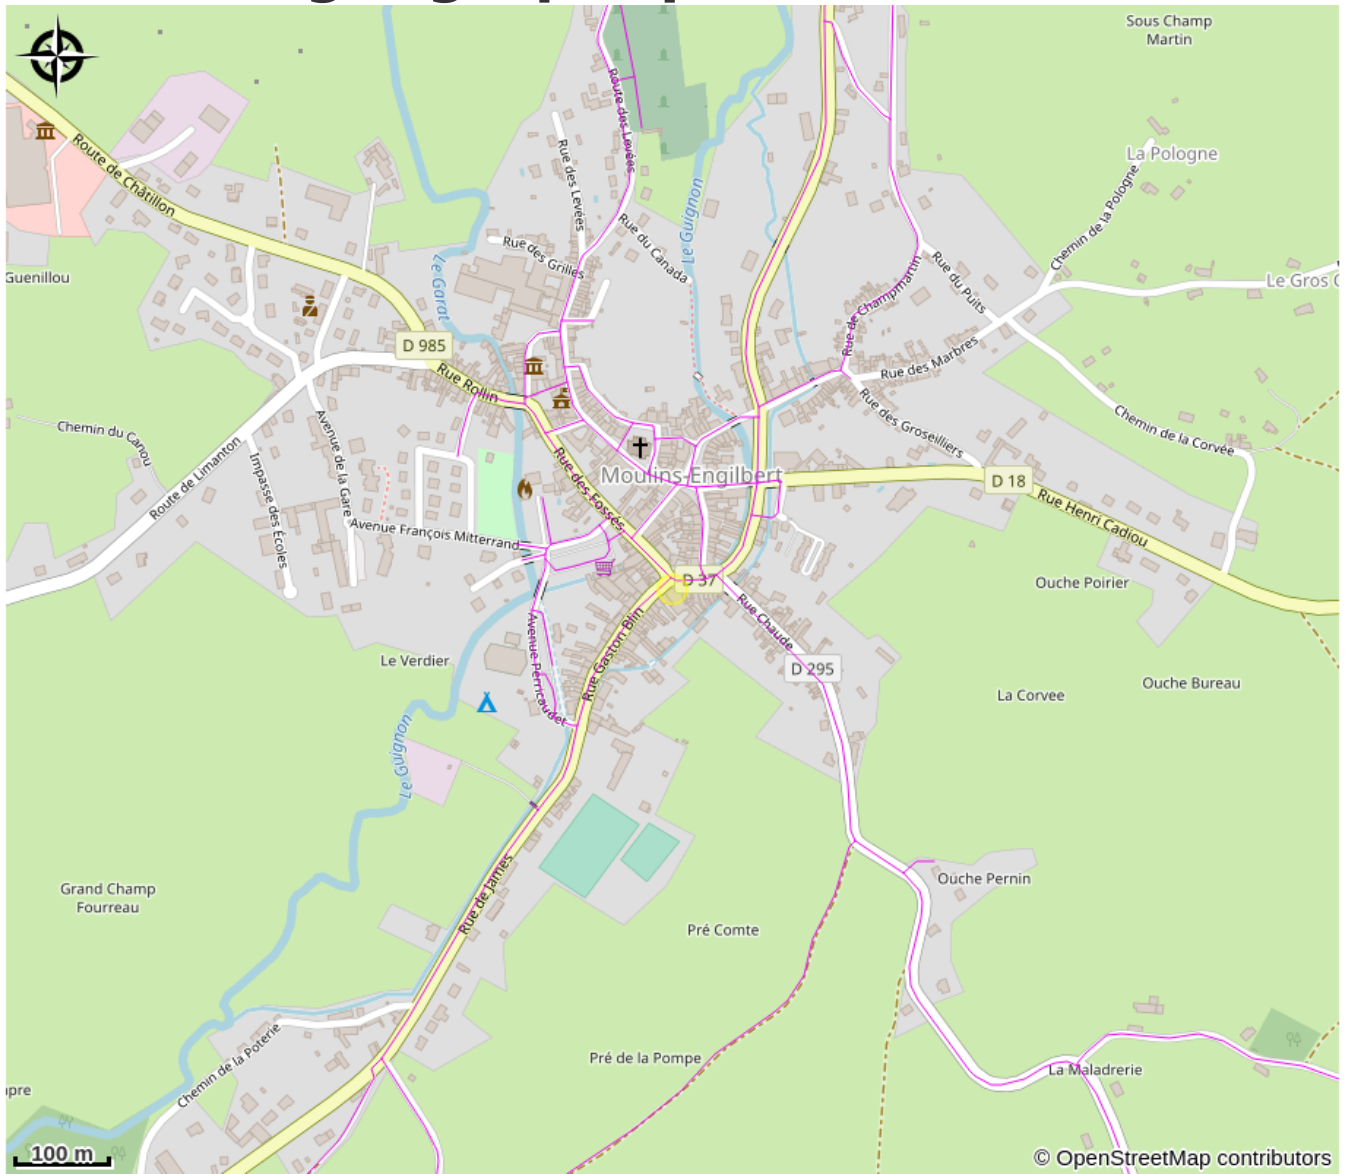 Sous Champ
Martin
Route des Levées
Route de Châtillon
La Pologne
Rue des Levées
Chemin de la Pologne
Le Guignon
Rue du Canada
Rue des Grilles
Guenillou
Le Garat
Rue du Puits
Rue de Champmartin
Le Gros
D 985
Rue Rollin
Rue des Marbres
Rue des Groseilliers
Chemin de la Corvée
Chemin du Canou
Route de Limanton
Avenue de la Gare
Impasse des Écoles
Rue des Fossés
Moulins-Engilbert
D 18
Rue Henri Cadiou
Avenue François Mitterrand
D 37
Ouche Poirier
Rue Chaude
Rue Gaston Blin
Avenue Perricaudet
Le Verdier
D 295
Ouche Bureau
La Corvee
Le Guignon
Grand Champ
Fourreau
Rue de James
Ouche Pernin
Pré Comte
Chemin de la Poterie
Pré de la Pompe
La Maladrerie
pre
100 m
© OpenStreetMap contributors